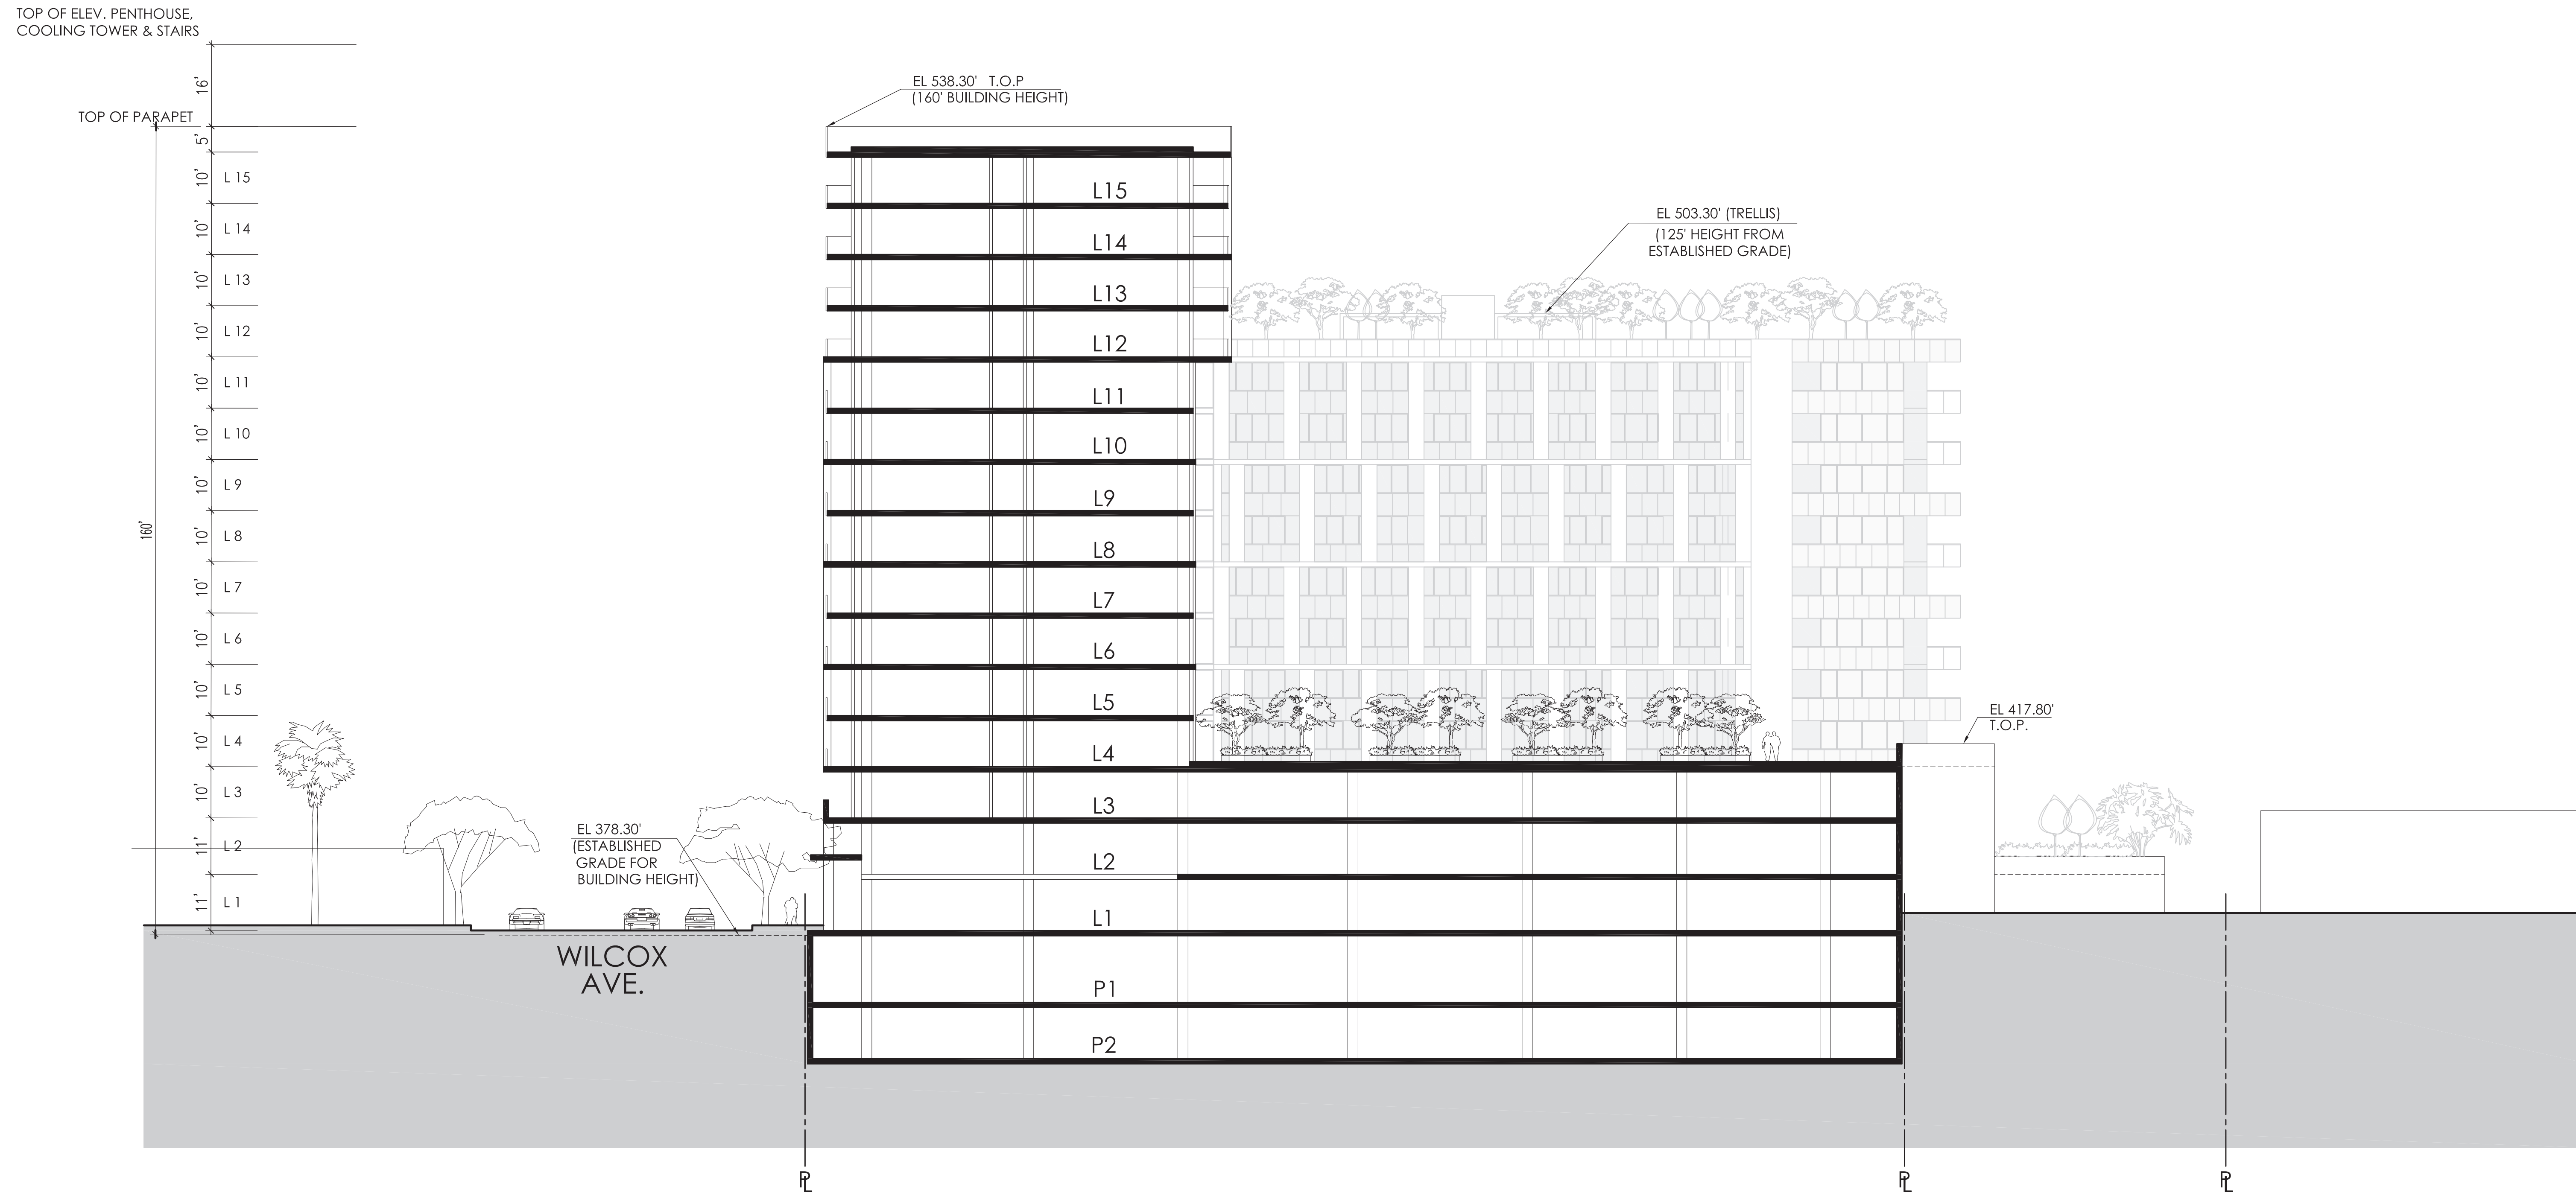 TOP OF ELEV. PENTHOUSE,
COOLING TOWER & STAIRS
16'
TOP OF PARAPET
5'
10'
L 15
10'
L 14
10'
L 13
10'
L 12
10'
L 11
10'
L 10
10'
L 9
10'
L 8
10'
L 7
10'
L 6
10'
L 5
10'
L 4
10'
L 3
11'
L 2
11'
L 1
160'
EL 538.30' T.O.P
(160' BUILDING HEIGHT)
L15
L14
L13
L12
L11
L10
L9
L8
L7
L6
L5
L4
L3
L2
L1
P1
P2
EL 503.30' (TRELLIS)
(125' HEIGHT FROM
ESTABLISHED GRADE)
EL 417.80'
T.O.P.
EL 378.30'
(ESTABLISHED
GRADE FOR
BUILDING HEIGHT)
WILCOX
AVE.
PL
PL
PL